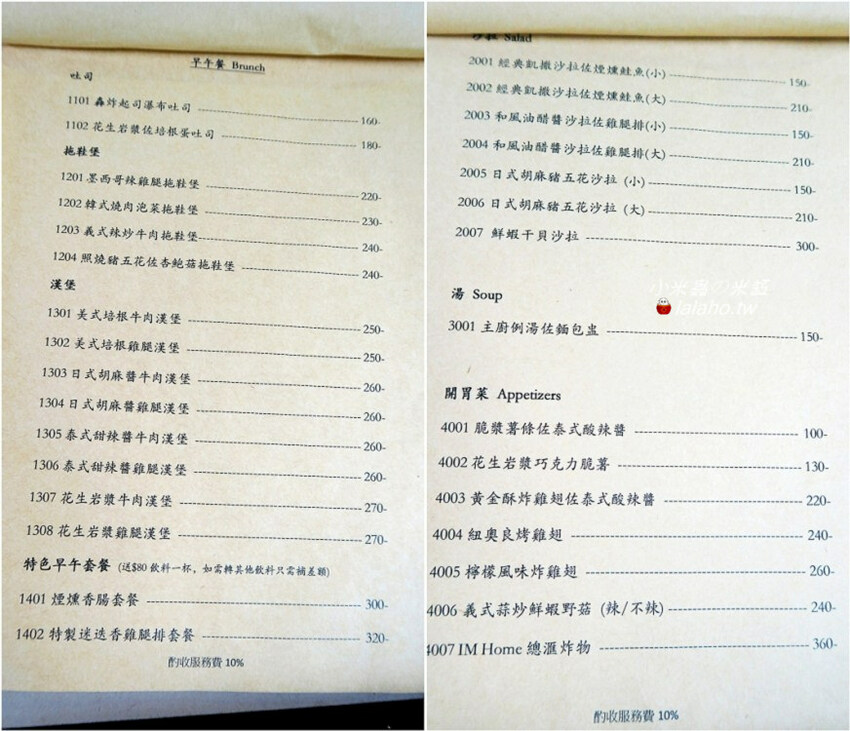 早午餐 Brunch
吐司
1101 轟炸起司瀑布吐司 160-
1102 花生岩漿佐培根蛋吐司 180-
拖鞋堡
1201 墨西哥辣雞腿拖鞋堡 220-
1202 韓式燒肉泡菜拖鞋堡 230-
1203 義式辣炒牛肉拖鞋堡 240-
1204 照燒豬五花佐杏鮑菇拖鞋堡 240-
漢堡
1301 美式培根牛肉漢堡 250-
1302 美式培根雞腿漢堡 250-
1303 日式胡麻醬牛肉漢堡 260-
1304 日式胡麻醬雞腿漢堡 260-
1305 泰式甜辣醬牛肉漢堡 260-
1306 泰式甜辣醬雞腿漢堡 260-
1307 花生岩漿牛肉漢堡 270-
1308 花生岩漿雞腿漢堡 270-
特色早午套餐 (送$80 飲料一杯，如需轉其他飲料只需補差額)
1401 煙燻香腸套餐 300-
1402 特製迷迭香雞腿排套餐 320-
酌收服務費 10%
沙拉 Salad
2001 經典凱撒沙拉佐煙燻鮭魚(小) 150-
2002 經典凱撒沙拉佐煙燻鮭魚(大) 210-
2003 和風油醋醬沙拉佐雞腿排(小) 150-
2004 和風油醋醬沙拉佐雞腿排(大) 210-
2005 日式胡麻豬五花沙拉 (小) 150-
2006 日式胡麻豬五花沙拉 (大) 210-
2007 鮮蝦干貝沙拉 300-
小米蟲の米缸
lalaho.tw
湯 Soup
3001 主廚例湯佐麵包盅 150-
開胃菜 Appetizers
4001 脆漿薯條佐泰式酸辣醬 100-
4002 花生岩漿巧克力脆薯 130-
4003 黃金酥炸雞翅佐泰式酸辣醬 220-
4004 紐奧良烤雞翅 240-
4005 檸檬風味炸雞翅 260-
4006 義式蒜炒鮮蝦野菇 (辣/不辣) 240-
4007 IM Home 總滙炸物 360-
酌收服務費 10%